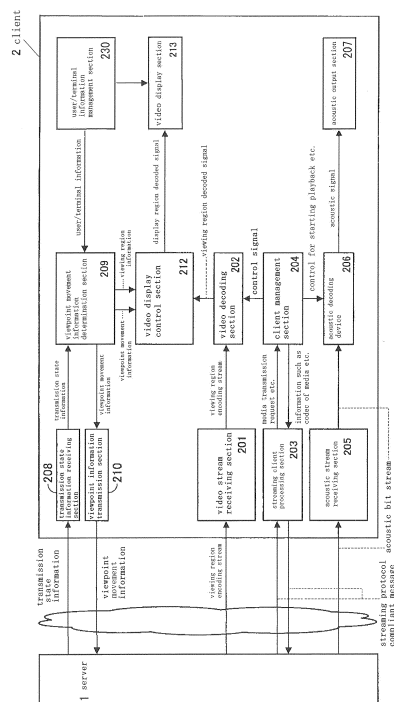 2 client
user/terminal
information
management section
230
video display section
213
acoustic output section
207
user/terminal information
display region decoded signal
viewing region decoded signal
acoustic signal
viewpoint movement
information
determination section
209
viewing region
information
viewpoint movement
information
video display
control section
212
video decoding
section
202
control signal
client management
section
204
control for starting playback etc.
acoustic decoding
device
206
transmission state
information
viewpoint movement
information
viewing region
encoding stream
media transmission
request etc.
information such as
codec of media etc.
208
transmission state
information receiving
section
viewpoint information
transmission section
210
video stream
receiving section
201
streaming client
processing section
203
acoustic stream
receiving section
205
acoustic bit stream
transmission
state
information
viewpoint
movement
information
viewing region
encoding stream
streaming protocol
compliant message
1 server